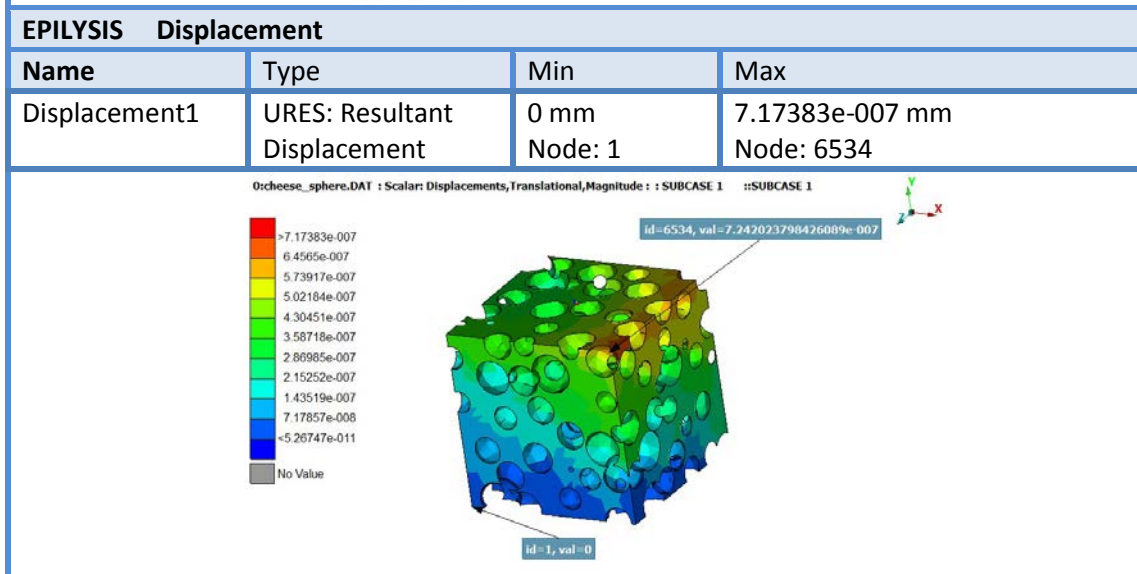 EPILYSIS Displacement
Name Type Min Max
Displacement1 URES: Resultant 0 mm 7.17383e-007 mm
Displacement Node: 1 Node: 6534
0:cheese_sphere.DAT : Scalar: Displacements,Translational,Magnitude : : SUBCASE 1 ::SUBCASE 1
Y
X
Z
id=6534, val=7.242023798426089e-007
>7.17383e-007
6.4565e-007
5.73917e-007
5.02184e-007
4.30451e-007
3.58718e-007
2.86985e-007
2.15252e-007
1.43519e-007
7.17857e-008
<5.26747e-011
No Value
id=1, val=0